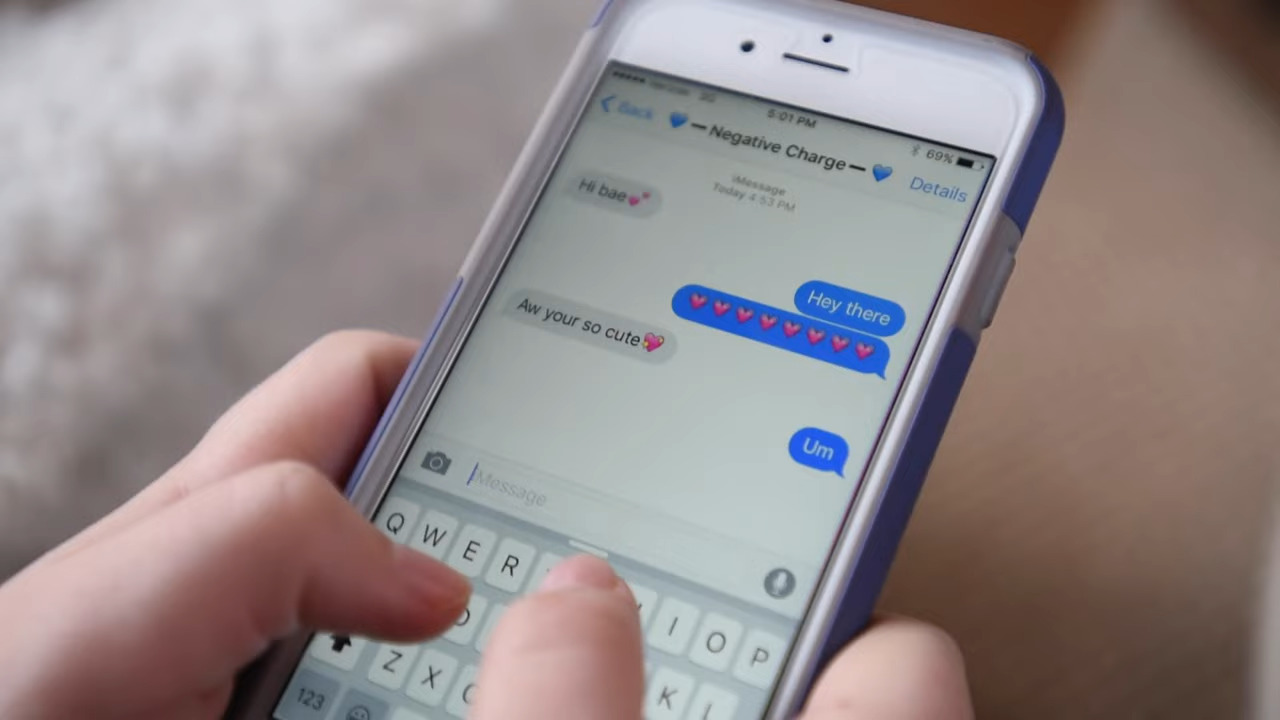 5:01 PM
69%
Back
— Negative Charge —
Details
iMessage
Today 4:53 PM
Hi bae💕
Hey there
💗💗💗💗💗💗💗💗
Aw your so cute💖
Um
iMessage
Q W E R I O P
Z X K L
123